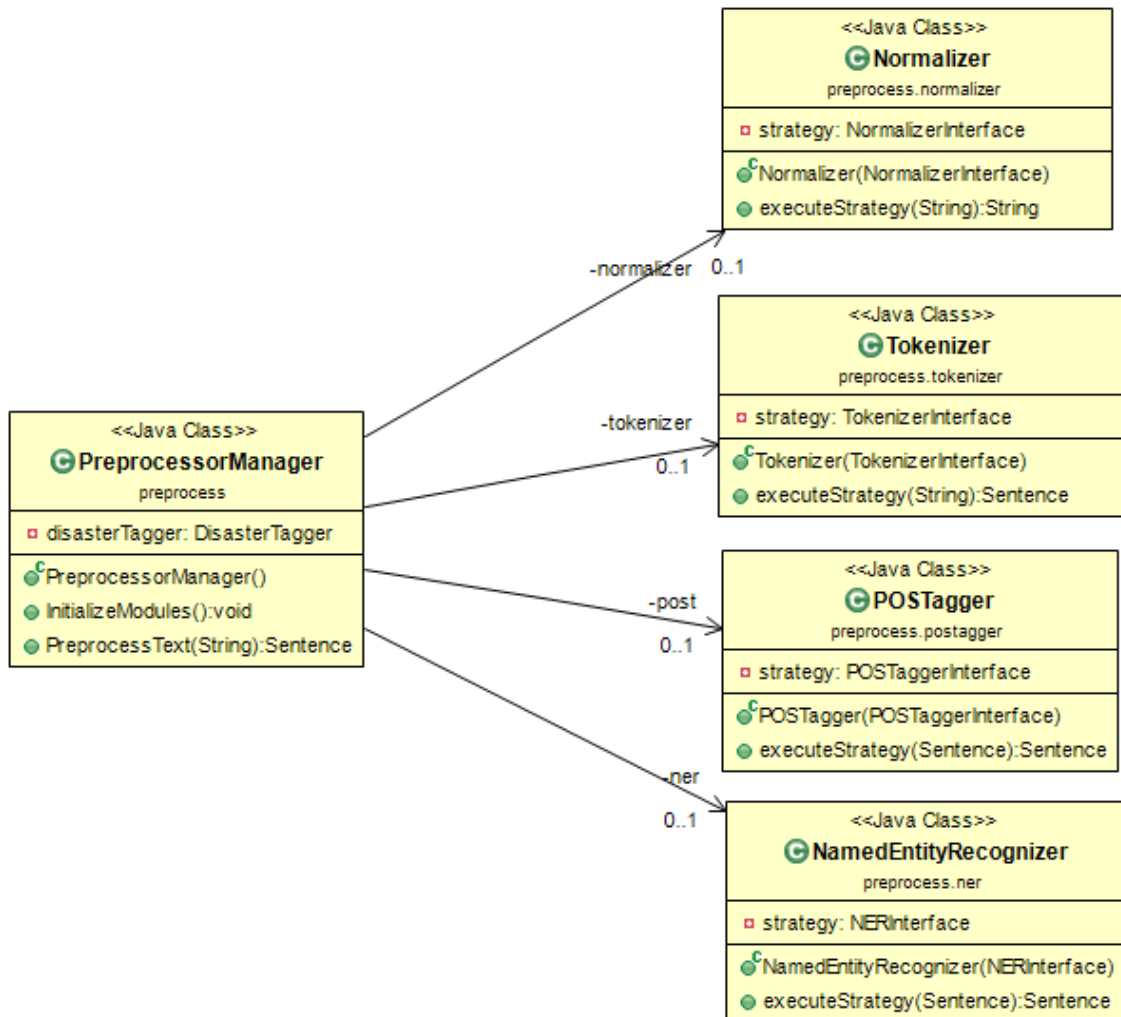 <<Java Class>>
Normalizer
preprocess.normalizer
strategy: NormalizerInterface
Normalizer(NormalizerInterface)
executeStrategy(String):String
-normalizer
0..1
<<Java Class>>
Tokenizer
preprocess.tokenizer
strategy: TokenizerInterface
Tokenizer(TokenizerInterface)
executeStrategy(String):Sentence
-tokenizer
0..1
<<Java Class>>
PreprocessorManager
preprocess
disasterTagger: DisasterTagger
PreprocessorManager()
InitializeModules():void
PreprocessText(String):Sentence
<<Java Class>>
POSTagger
preprocess.postagger
strategy: POSTaggerInterface
POSTagger(POSTaggerInterface)
executeStrategy(Sentence):Sentence
-post
0..1
<<Java Class>>
NamedEntityRecognizer
preprocess.ner
strategy: NERInterface
NamedEntityRecognizer(NERInterface)
executeStrategy(Sentence):Sentence
-ner
0..1